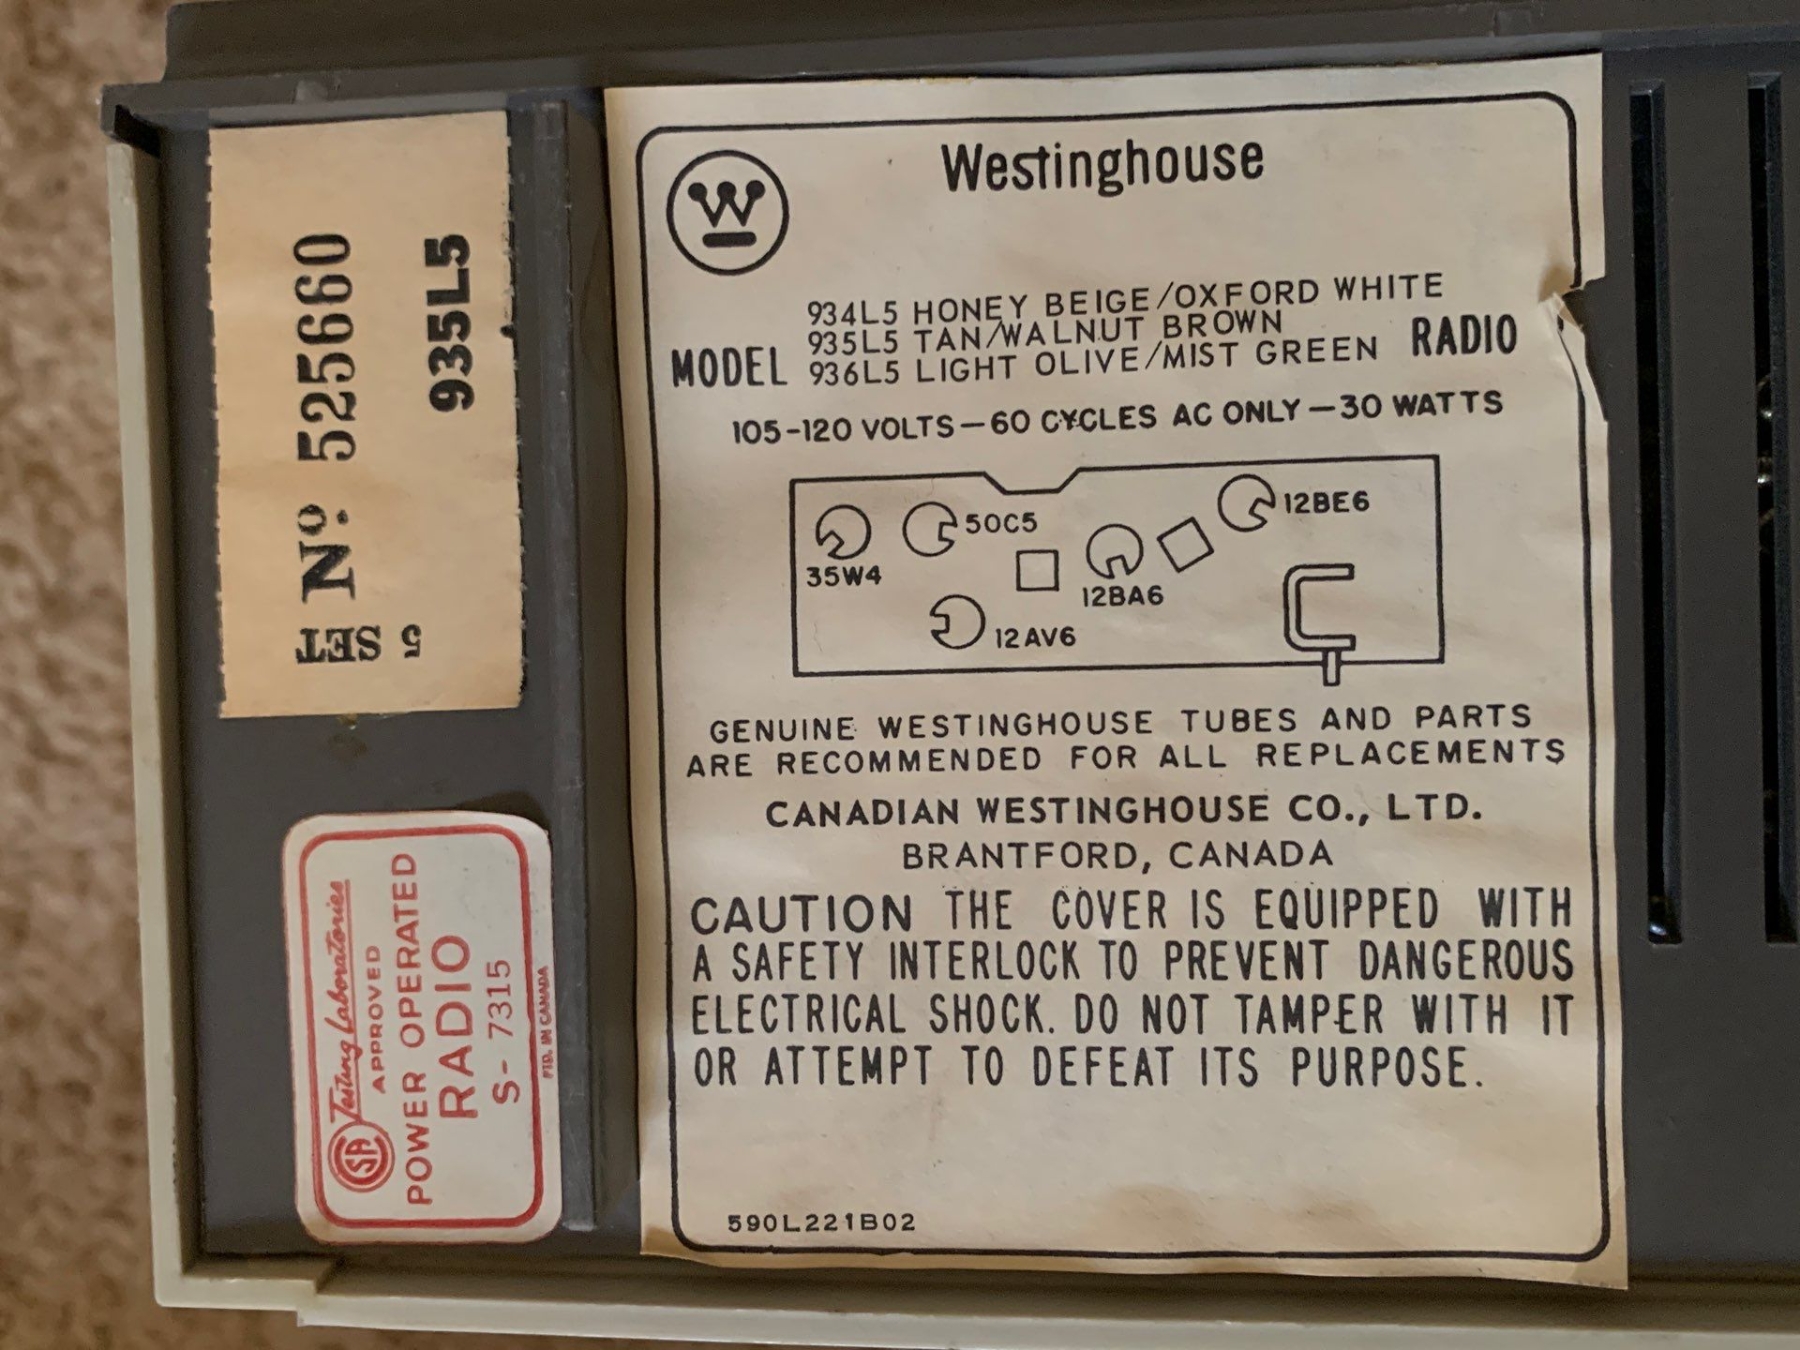 SET Nº 525660
5 935L5
CSA Testing Laboratories
APPROVED
POWER OPERATED
RADIO
S- 7315
PTD. IN CANADA
W
Westinghouse
934L5 HONEY BEIGE/OXFORD WHITE
935L5 TAN/WALNUT BROWN
MODEL 936L5 LIGHT OLIVE/MIST GREEN RADIO
105-120 VOLTS-60 CYCLES AC ONLY-30 WATTS
35W4
50C5
12BE6
12BA6
12AV6
GENUINE WESTINGHOUSE TUBES AND PARTS
ARE RECOMMENDED FOR ALL REPLACEMENTS
CANADIAN WESTINGHOUSE CO., LTD.
BRANTFORD, CANADA
CAUTION THE COVER IS EQUIPPED WITH
A SAFETY INTERLOCK TO PREVENT DANGEROUS
ELECTRICAL SHOCK. DO NOT TAMPER WITH IT
OR ATTEMPT TO DEFEAT ITS PURPOSE.
590L221B02